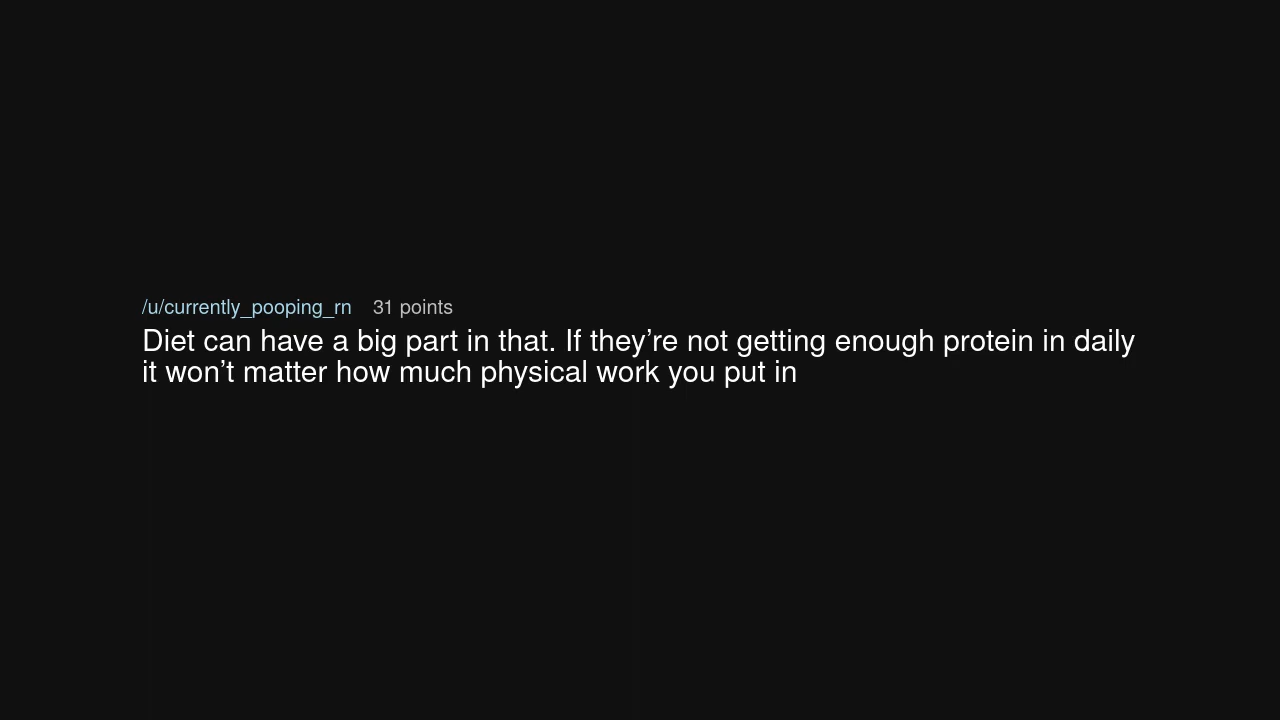 /u/currently_pooping_rn 31 points
Diet can have a big part in that. If they’re not getting enough protein in daily
it won’t matter how much physical work you put in